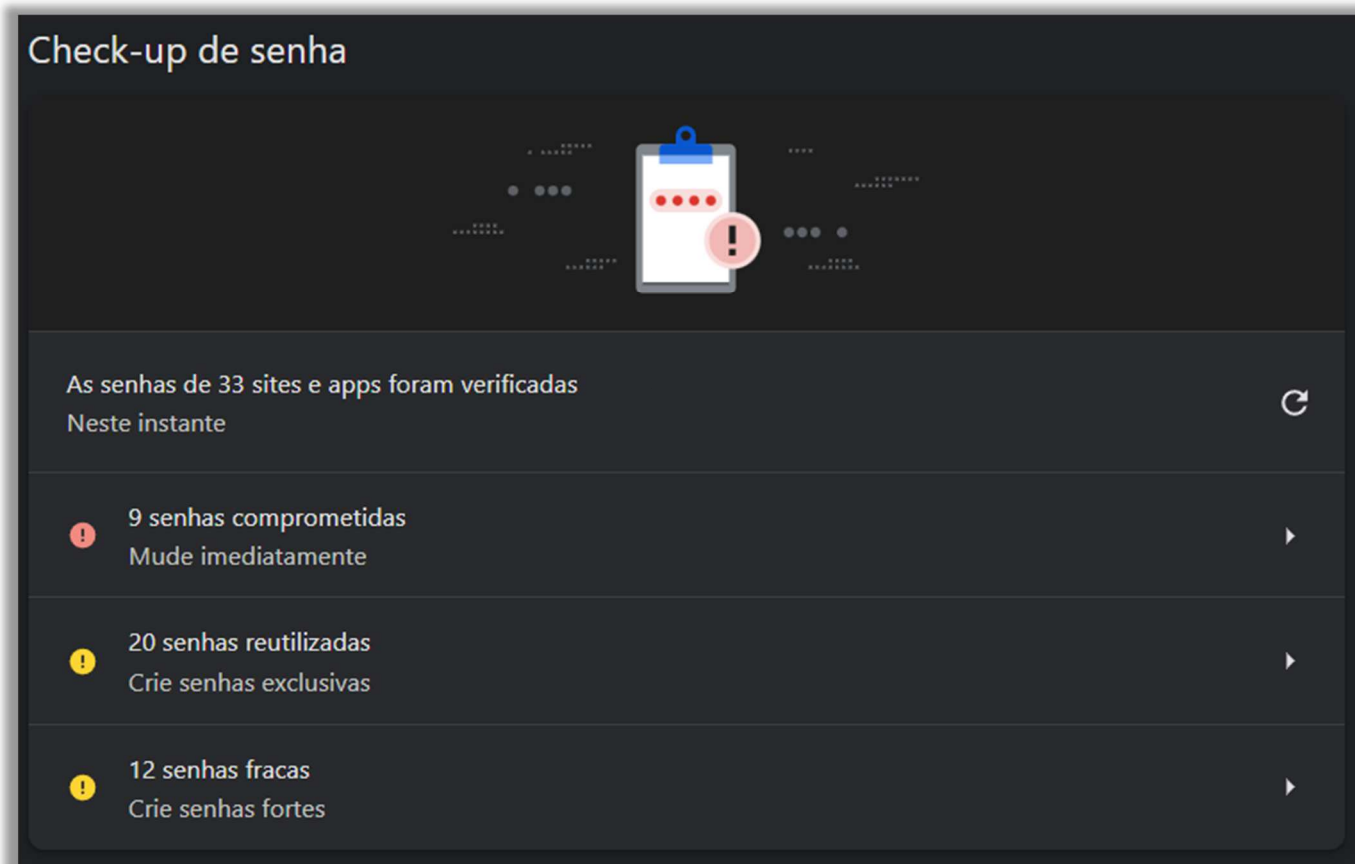 Check-up de senha
As senhas de 33 sites e apps foram verificadas
Neste instante
9 senhas comprometidas
Mude imediatamente
20 senhas reutilizadas
Crie senhas exclusivas
12 senhas fracas
Crie senhas fortes